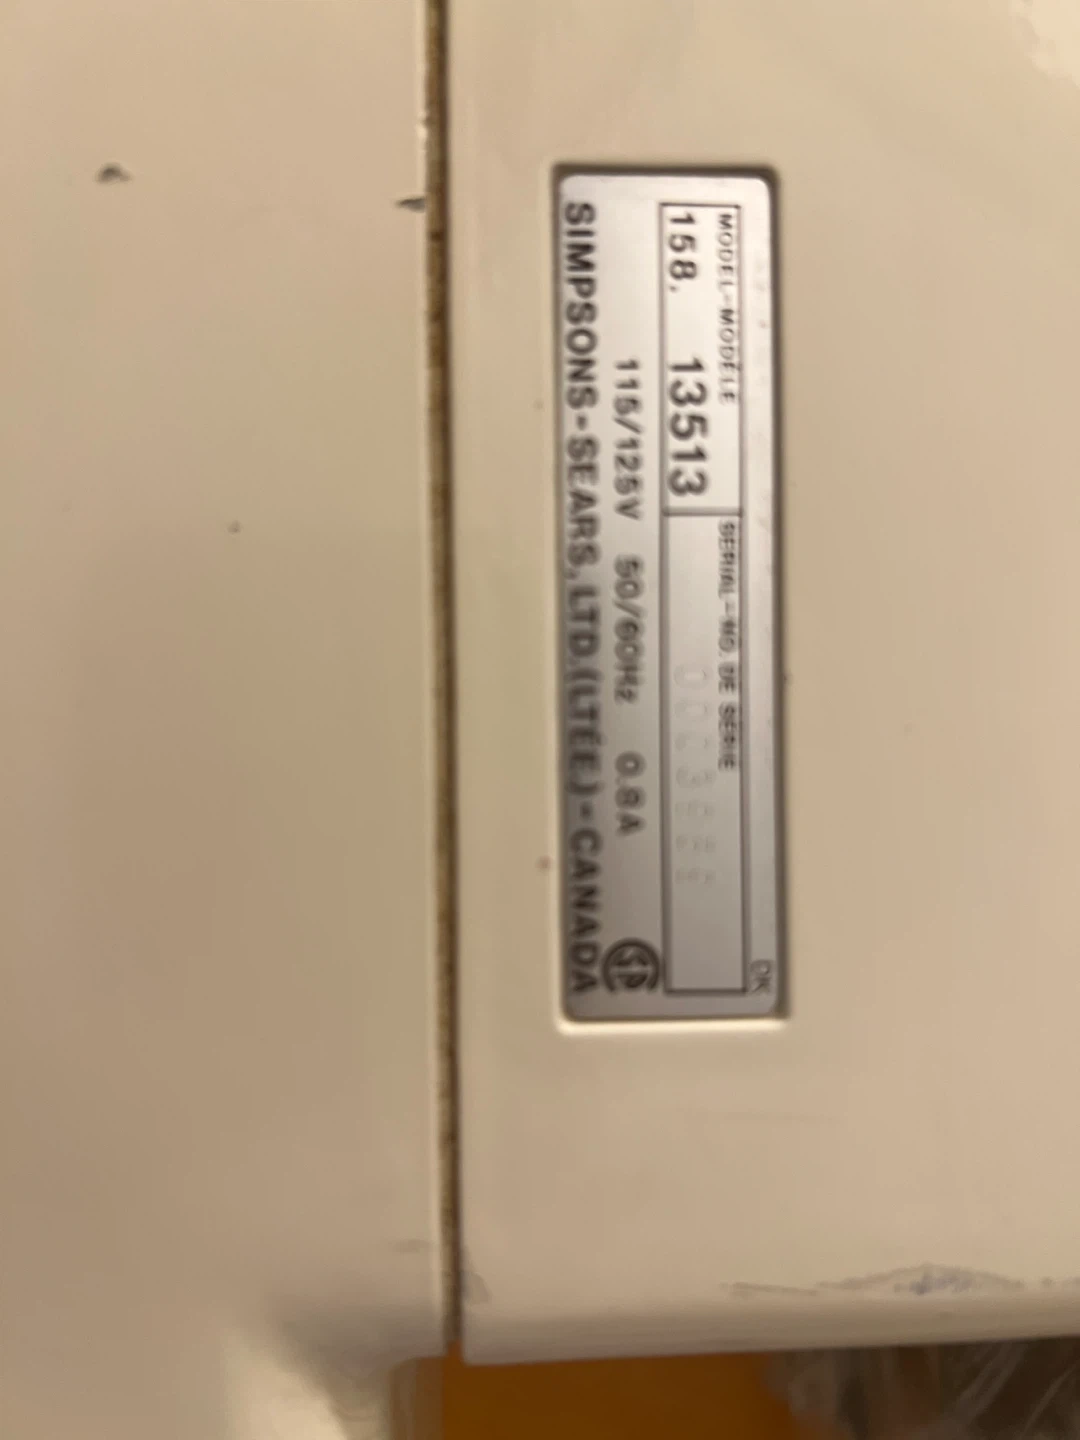 DK
MODEL-MODÈLE SERIAL-NO. DE SÉRIE
158. 13513
115/125V 50/60Hz 0.8A
SIMPSONS-SEARS, LTD.(LTÉE.)-CANADA